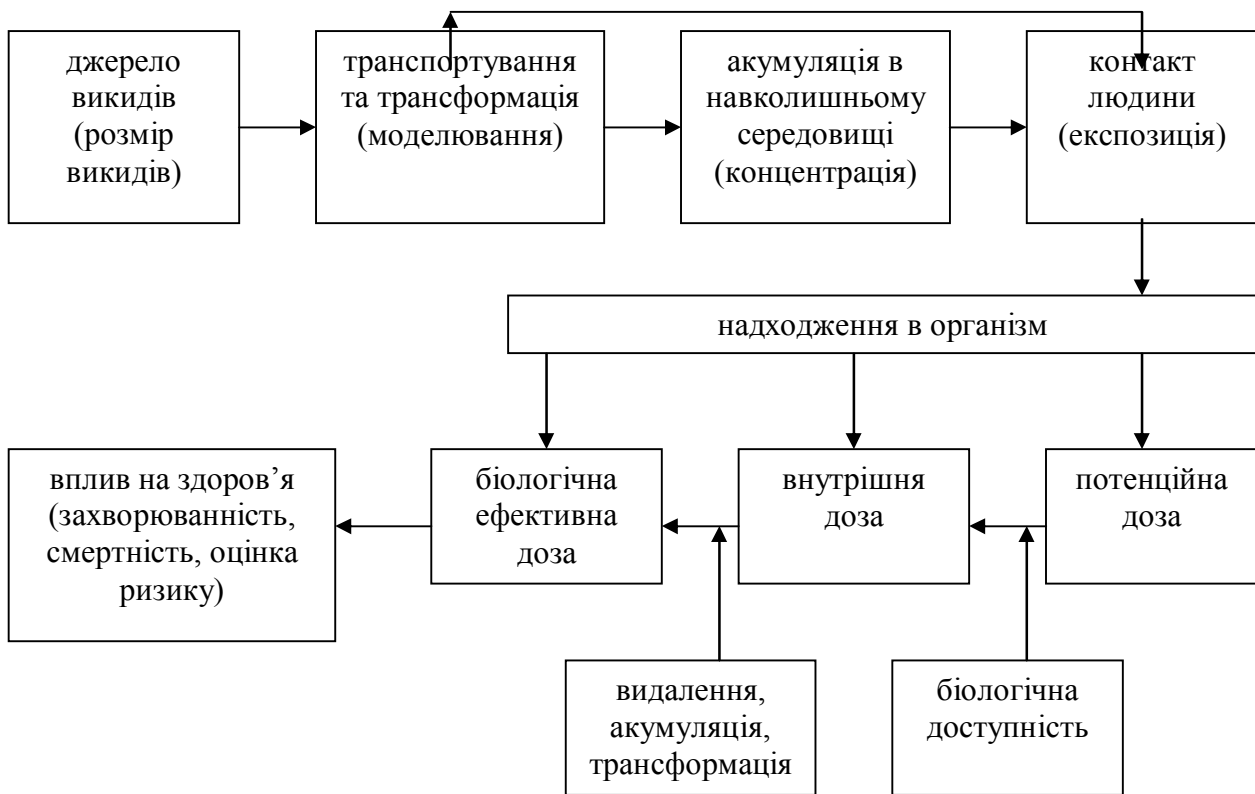 джерело
викидів
(розмір
викидів)
транспортування
та трансформація
(моделювання)
акумуляція в
навколишньому
середовищі
(концентрація)
контакт
людини
(експозиція)
надходження в організм
вплив на здоров’я
(захворюванність,
смертність, оцінка
ризику)
біологічна
ефективна
доза
внутрішня
доза
потенційна
доза
видалення,
акумуляція,
трансформація
біологічна
доступність